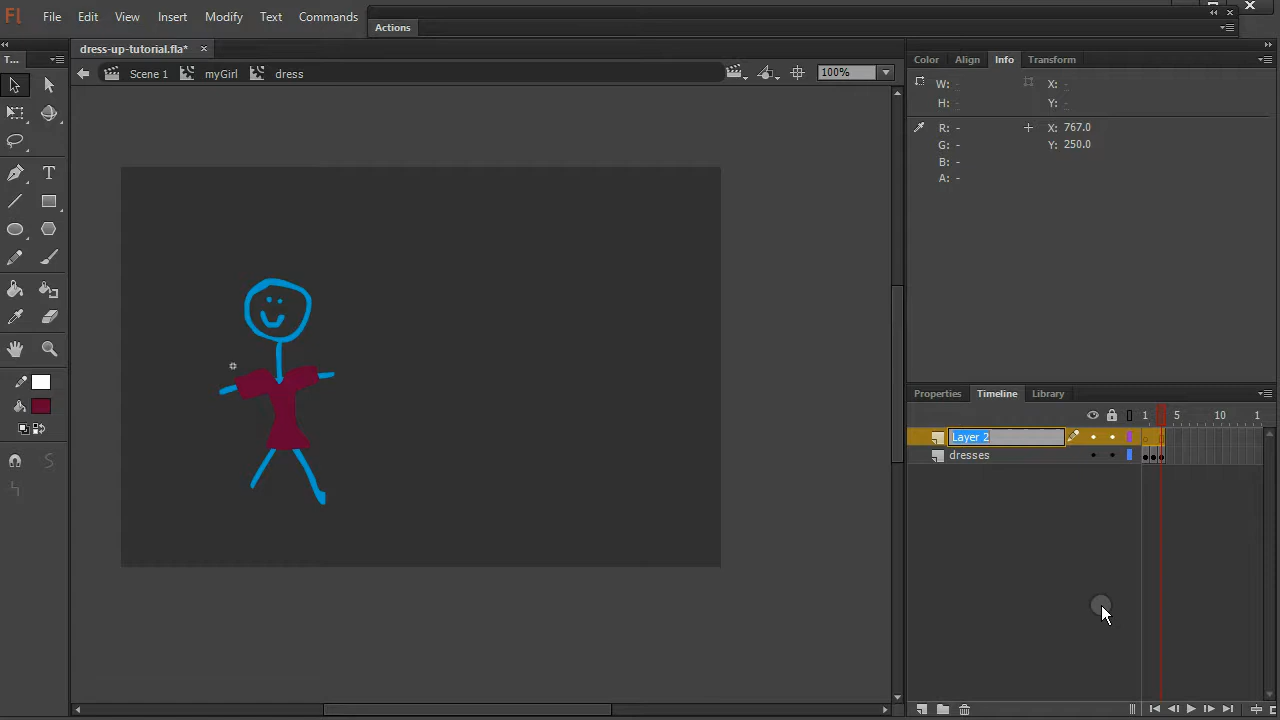 Fl File Edit View Insert Modify Text Commands
Actions
dress-up-tutorial.fla*
Scene 1 myGirl dress
100%
T...
Color Align Info Transform
W: - X: -
H: - Y: -
R: - X: 767.0
G: - Y: 250.0
B: -
A: -
Properties Timeline Library
1 5 10 1
Layer 2
dresses